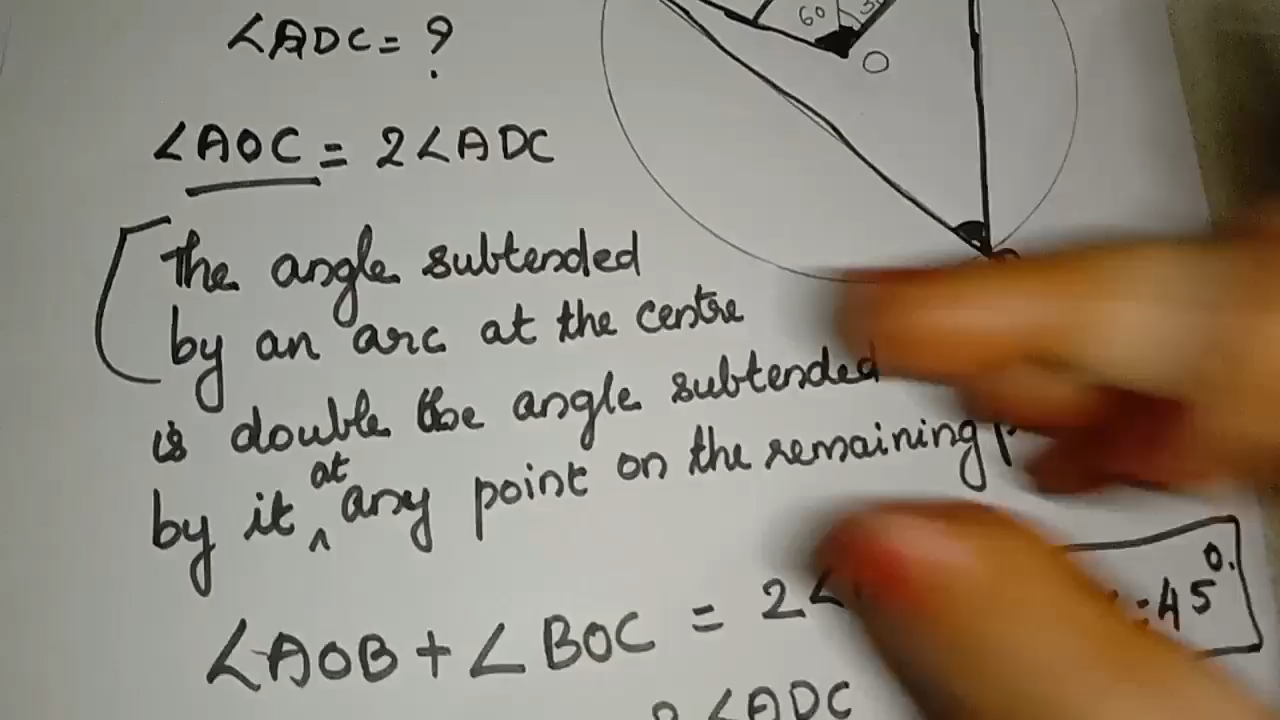 ∠ADC = ?
60
O
∠AOC = 2∠ADC
the angle subtended
by an arc at the centre
is double the angle subtended
by it at any point on the remaining
∠AOB + ∠BOC = 2∠
45°.
∠ADC